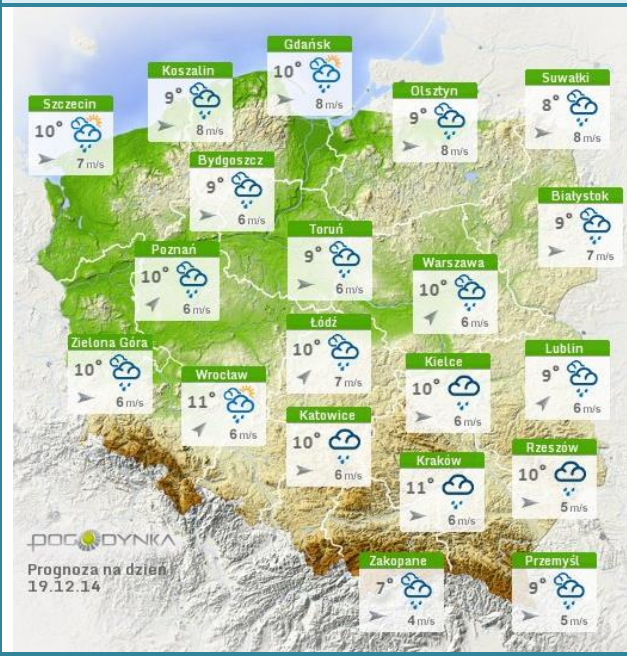 Gdańsk
10°
8 m/s
Koszalin
9°
8 m/s
Suwałki
8°
8 m/s
Olsztyn
9°
8 m/s
Szczecin
10°
7 m/s
Bydgoszcz
9°
6 m/s
Białystok
9°
7 m/s
Toruń
9°
6 m/s
Poznań
10°
6 m/s
Warszawa
10°
6 m/s
Łódź
10°
7 m/s
Zielona Góra
10°
6 m/s
Lublin
9°
6 m/s
Kielce
10°
6 m/s
Wrocław
11°
6 m/s
Katowice
10°
6 m/s
Rzeszów
10°
5 m/s
Kraków
11°
6 m/s
POGODYNKA
Prognoza na dzień
19.12.14
Zakopane
7°
4 m/s
Przemyśl
9°
5 m/s